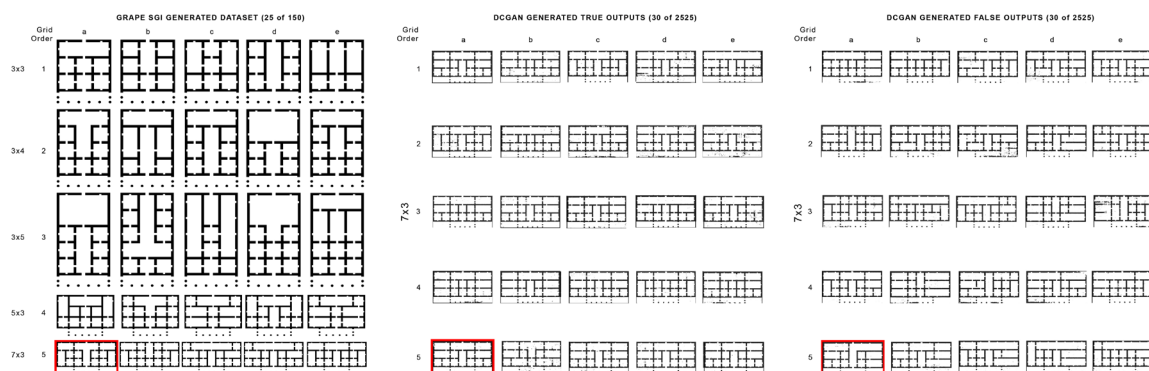 GRAPE SGI GENERATED DATASET (25 of 150)
Grid
Order
a b c d e
3x3 1
3x4 2
3x5 3
5x3 4
7x3 5
DCGAN GENERATED TRUE OUTPUTS (30 of 2525)
Grid
Order
a b c d e
1
2
7x3 3
4
5
DCGAN GENERATED FALSE OUTPUTS (30 of 2525)
Grid
Order
a b c d e
1
2
7x3 3
4
5